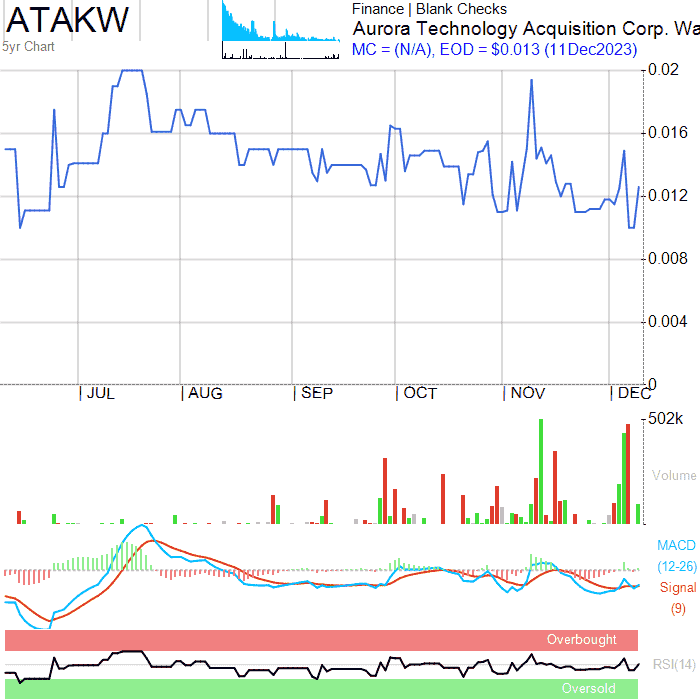 ATAKW
5yr Chart
Finance | Blank Checks
Aurora Technology Acquisition Corp. Wa
MC = (N/A), EOD = $0.013 (11Dec2023)
0.02
0.016
0.012
0.008
0.004
0
| JUL | AUG | SEP | OCT | NOV | DEC
502k
Volume
MACD
(12-26)
Signal
(9)
Overbought
RSI(14)
Oversold